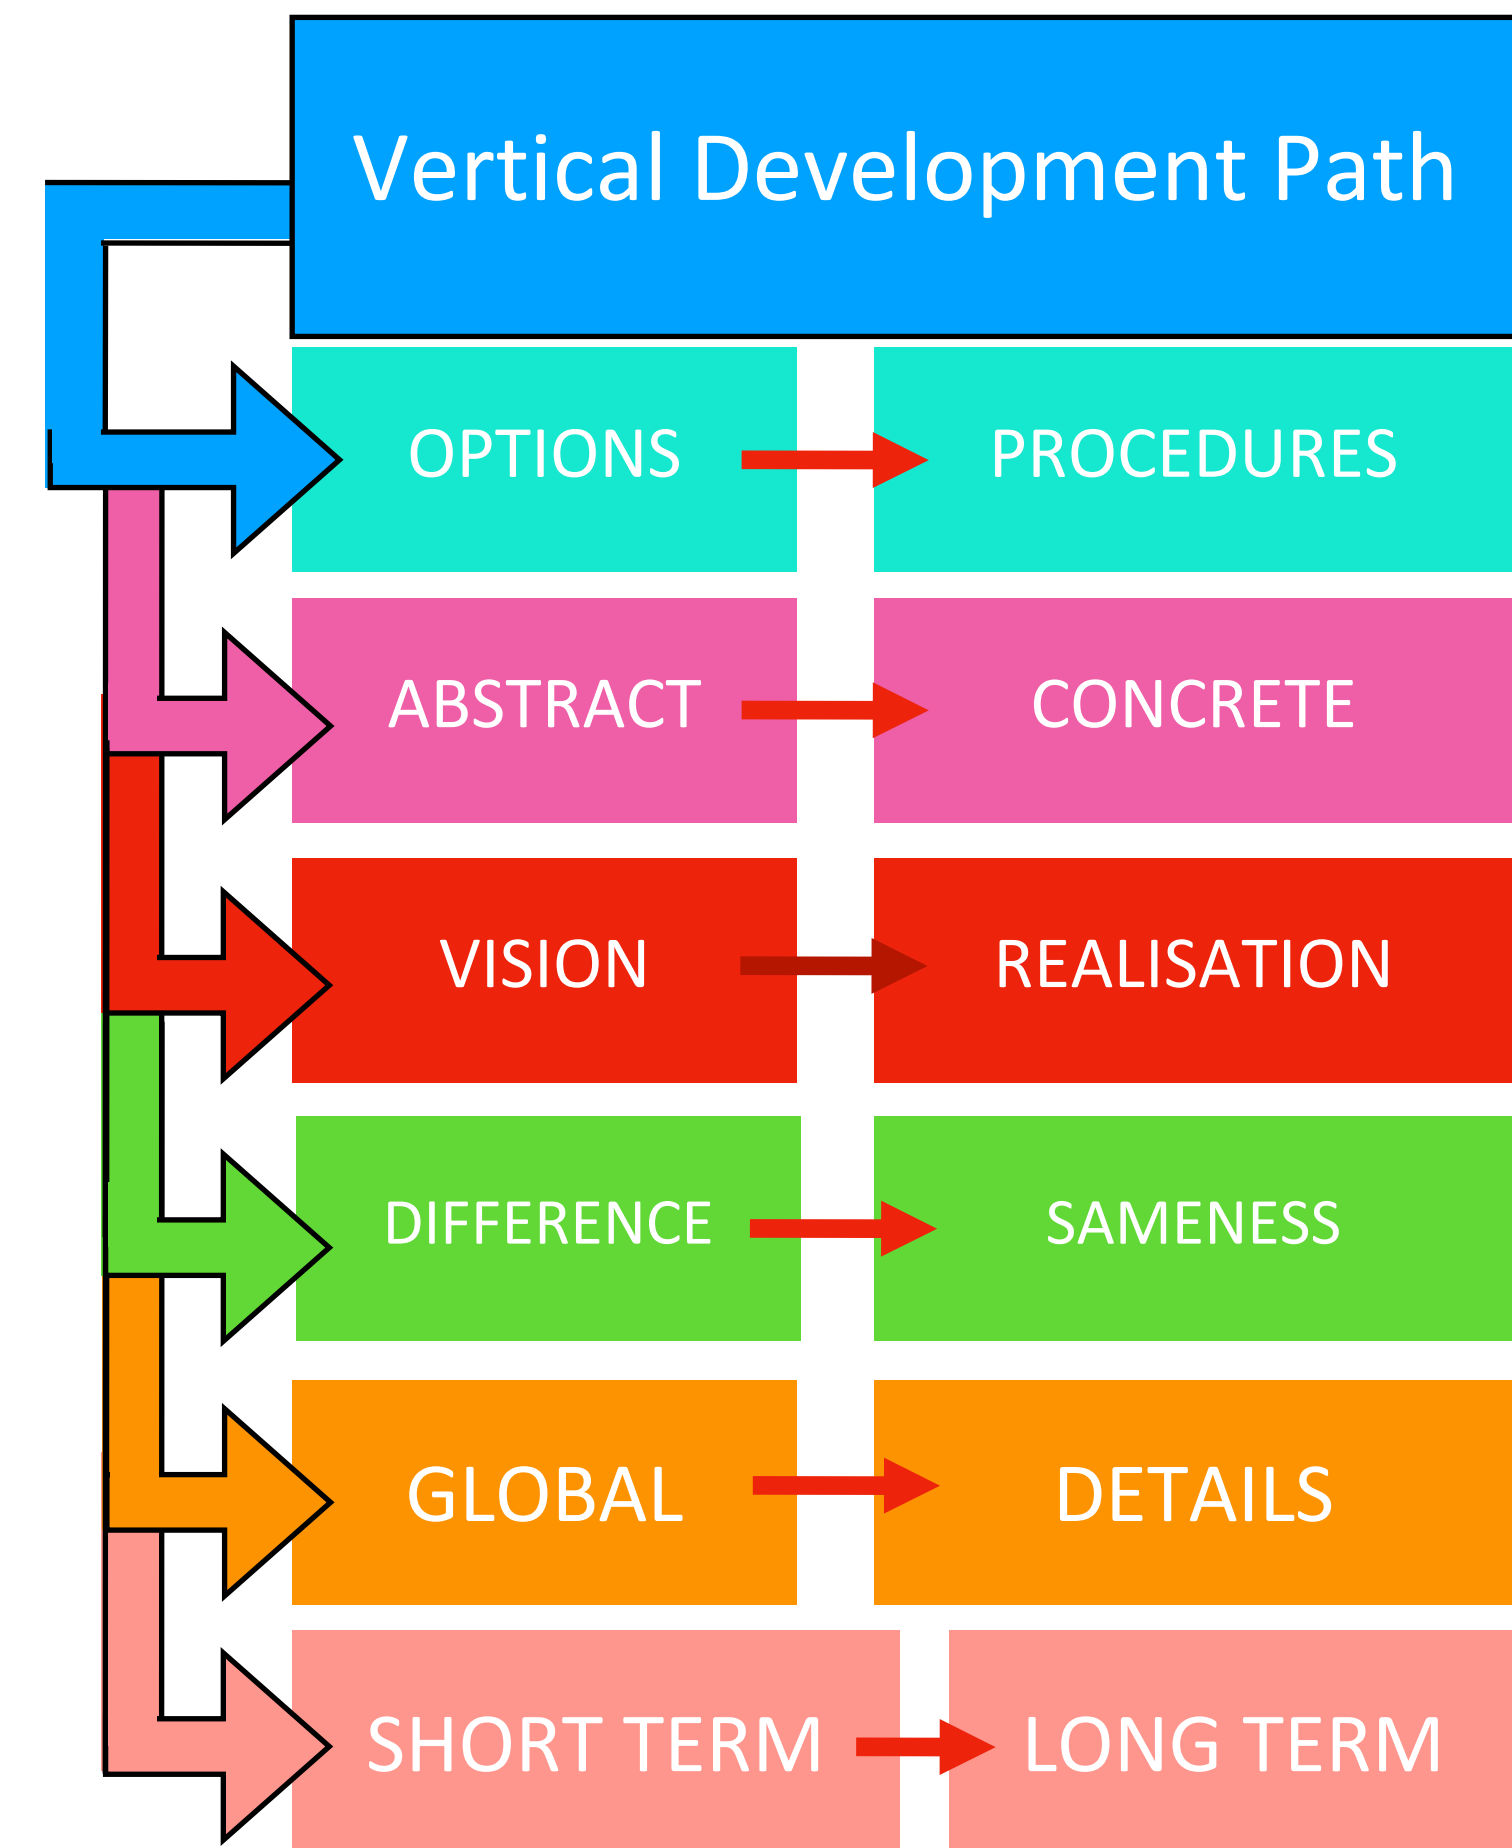 Vertical Development Path
OPTIONS PROCEDURES
ABSTRACT CONCRETE
VISION REALISATION
DIFFERENCE SAMENESS
GLOBAL DETAILS
SHORT TERM LONG TERM